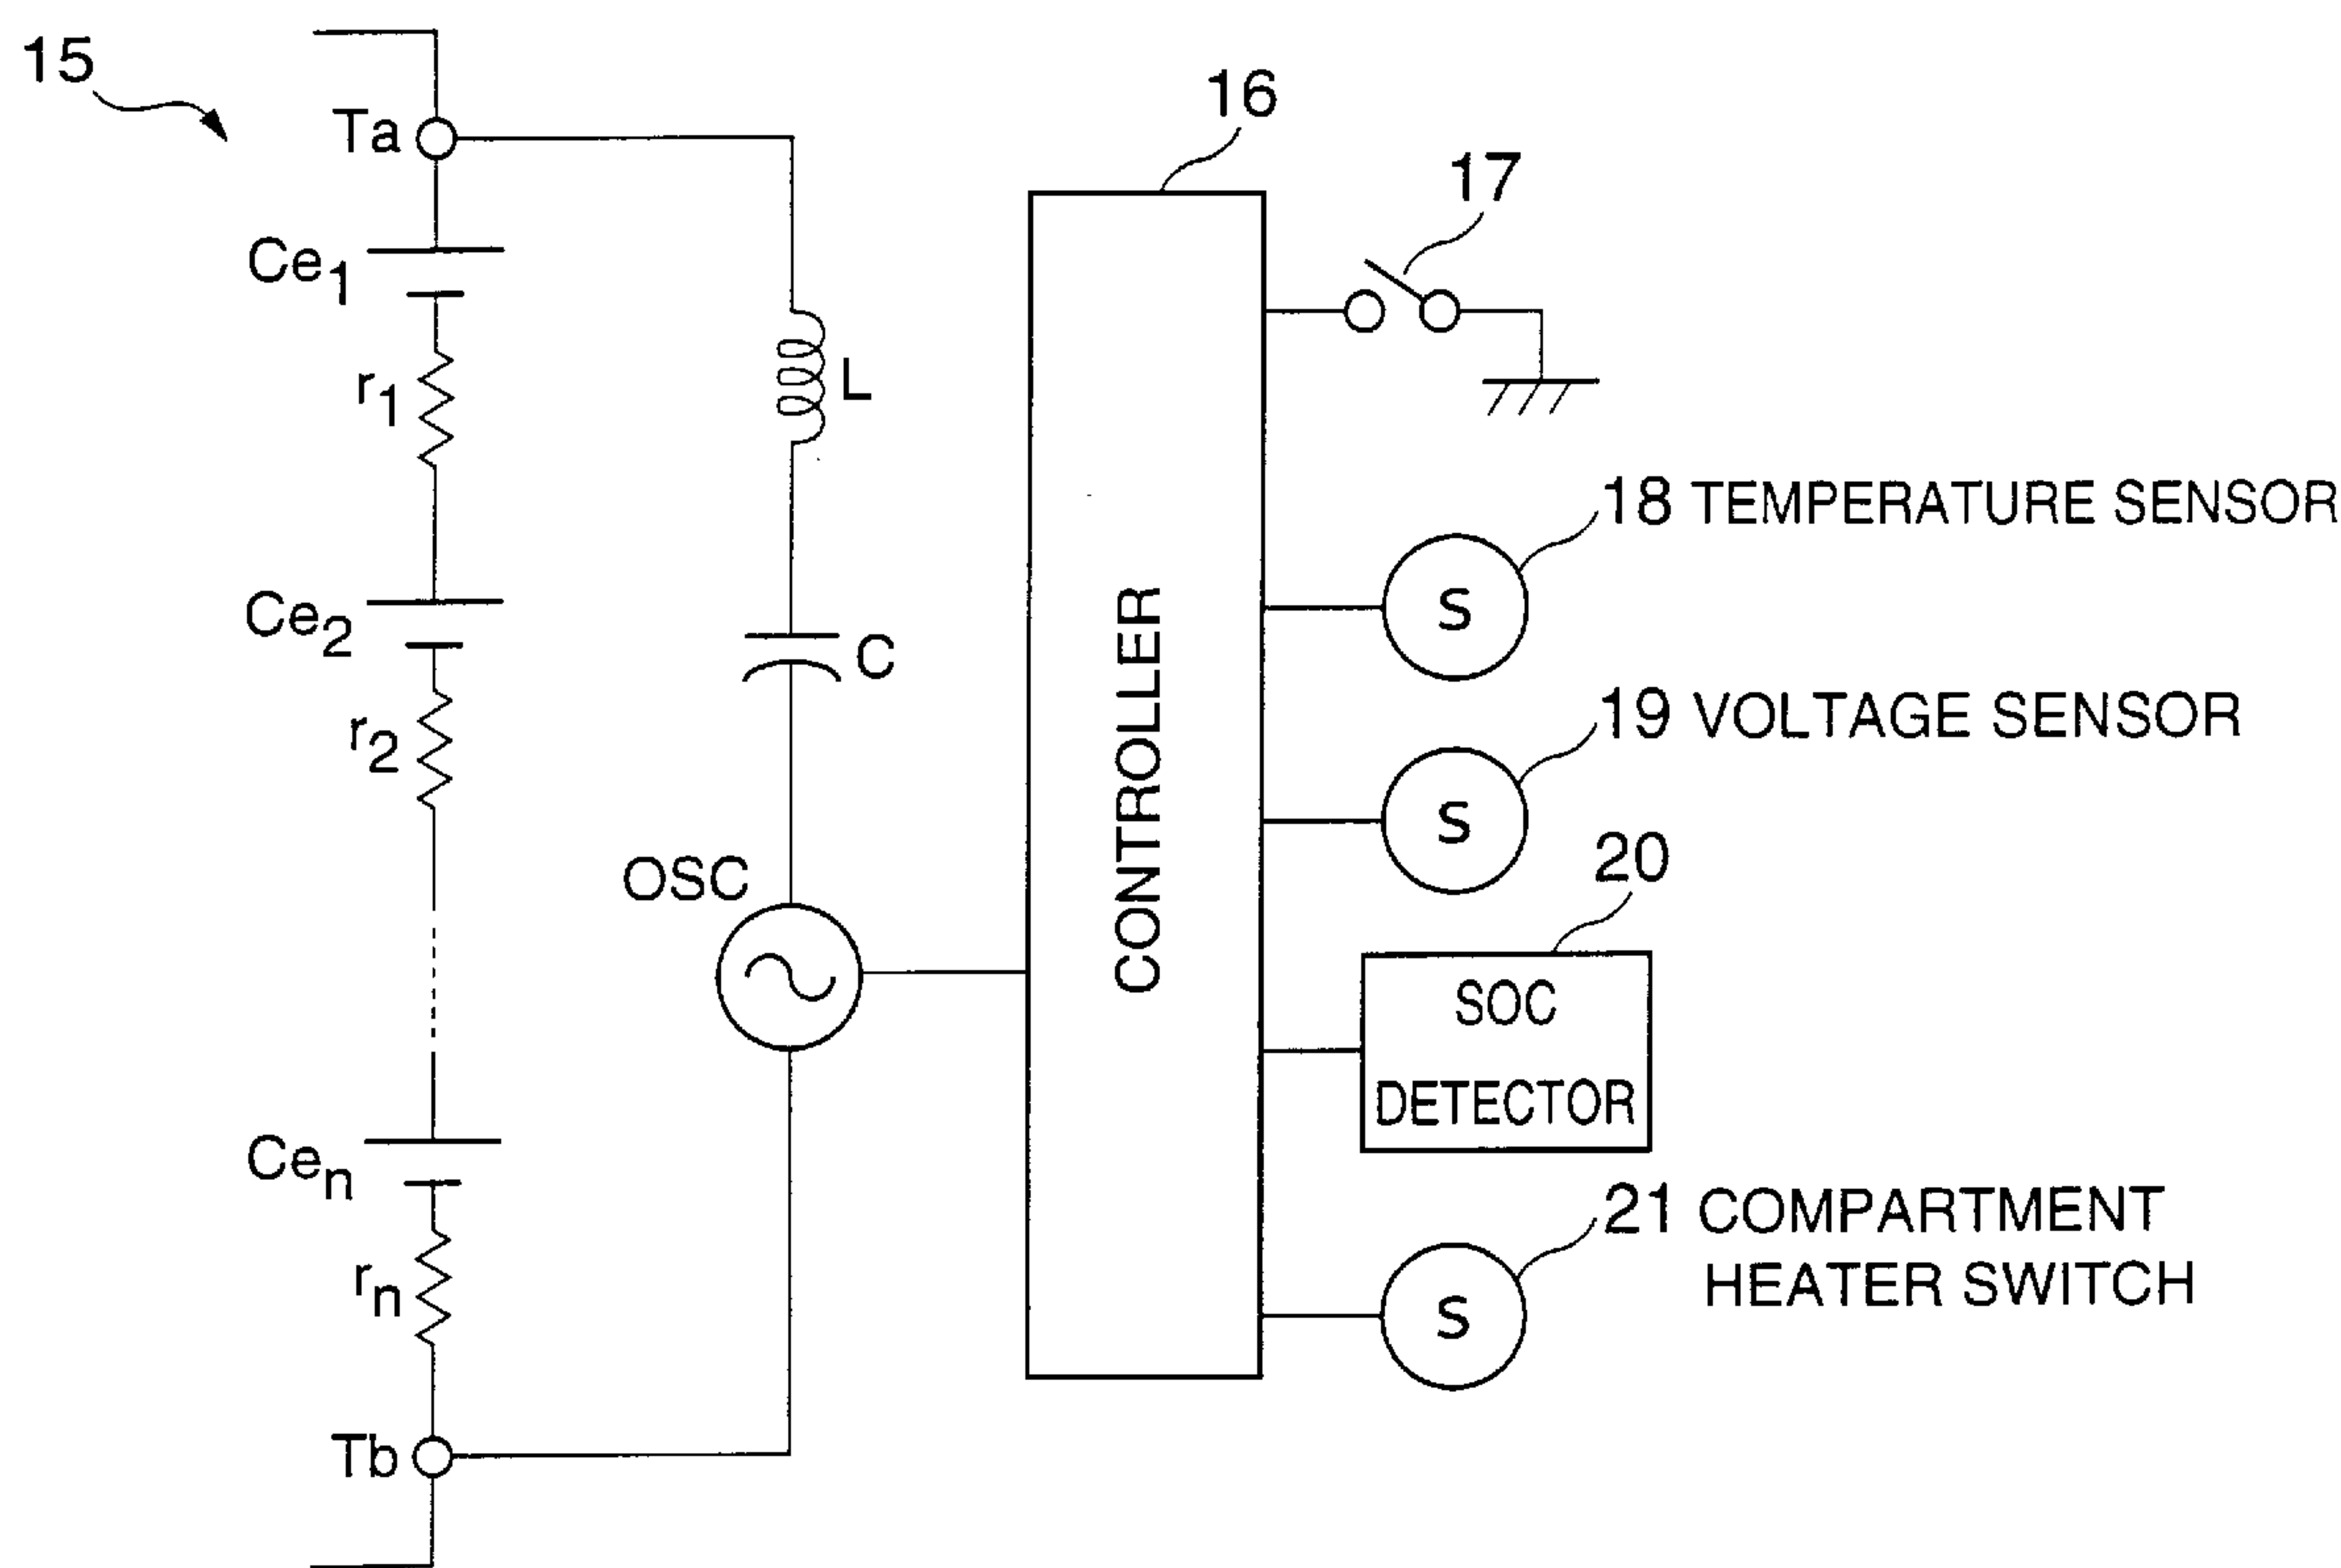 15
Ta
Ce1
r1
Ce2
r2
Cen
rn
Tb
L
C
OSC
16
CONTROLLER
17
18 TEMPERATURE SENSOR
S
19 VOLTAGE SENSOR
S
20
SOC
DETECTOR
21 COMPARTMENT
HEATER SWITCH
S